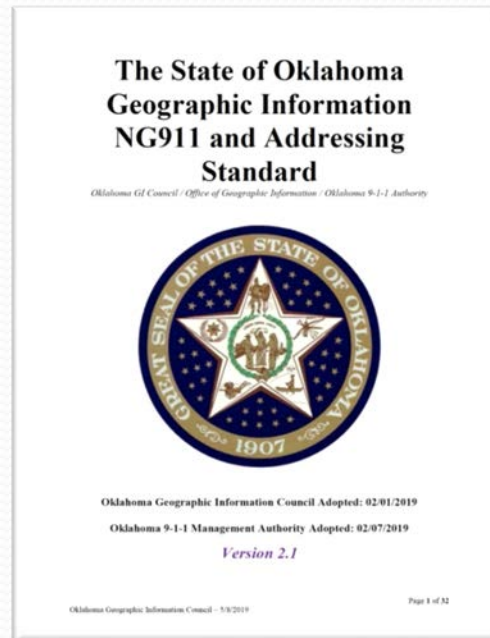 The State of Oklahoma
Geographic Information
NG911 and Addressing
Standard
Oklahoma GI Council / Office of Geographic Information / Oklahoma 9-1-1 Authority
GREAT SEAL OF THE STATE OF OKLAHOMA
1907
Oklahoma Geographic Information Council Adopted: 02/01/2019
Oklahoma 9-1-1 Management Authority Adopted: 02/07/2019
Version 2.1
Page 1 of 32
Oklahoma Geographic Information Council – 5/8/2019